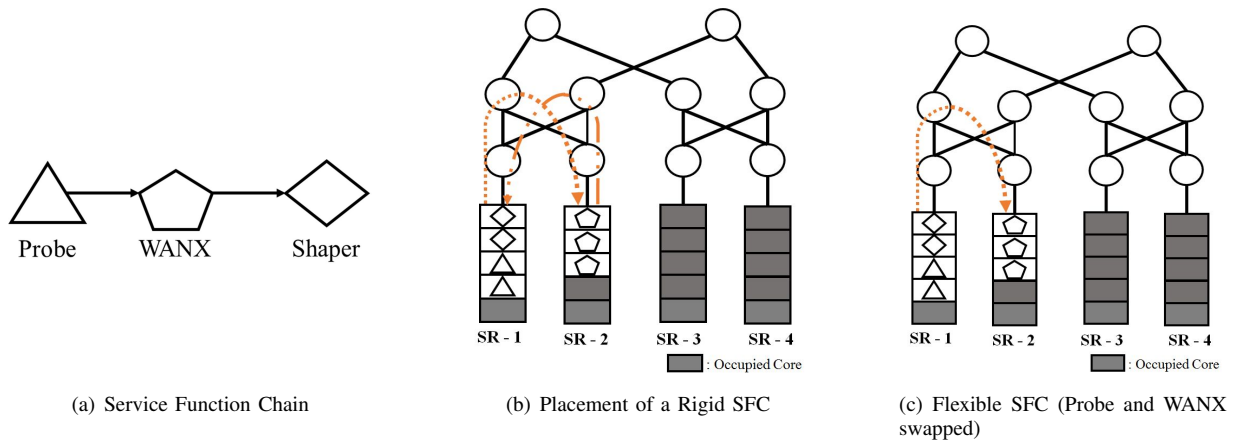 Probe WANX Shaper
SR - 1 SR - 2 SR - 3 SR - 4
: Occupied Core
SR - 1 SR - 2 SR - 3 SR - 4
: Occupied Core
(a) Service Function Chain
(b) Placement of a Rigid SFC
(c) Flexible SFC (Probe and WANX
swapped)